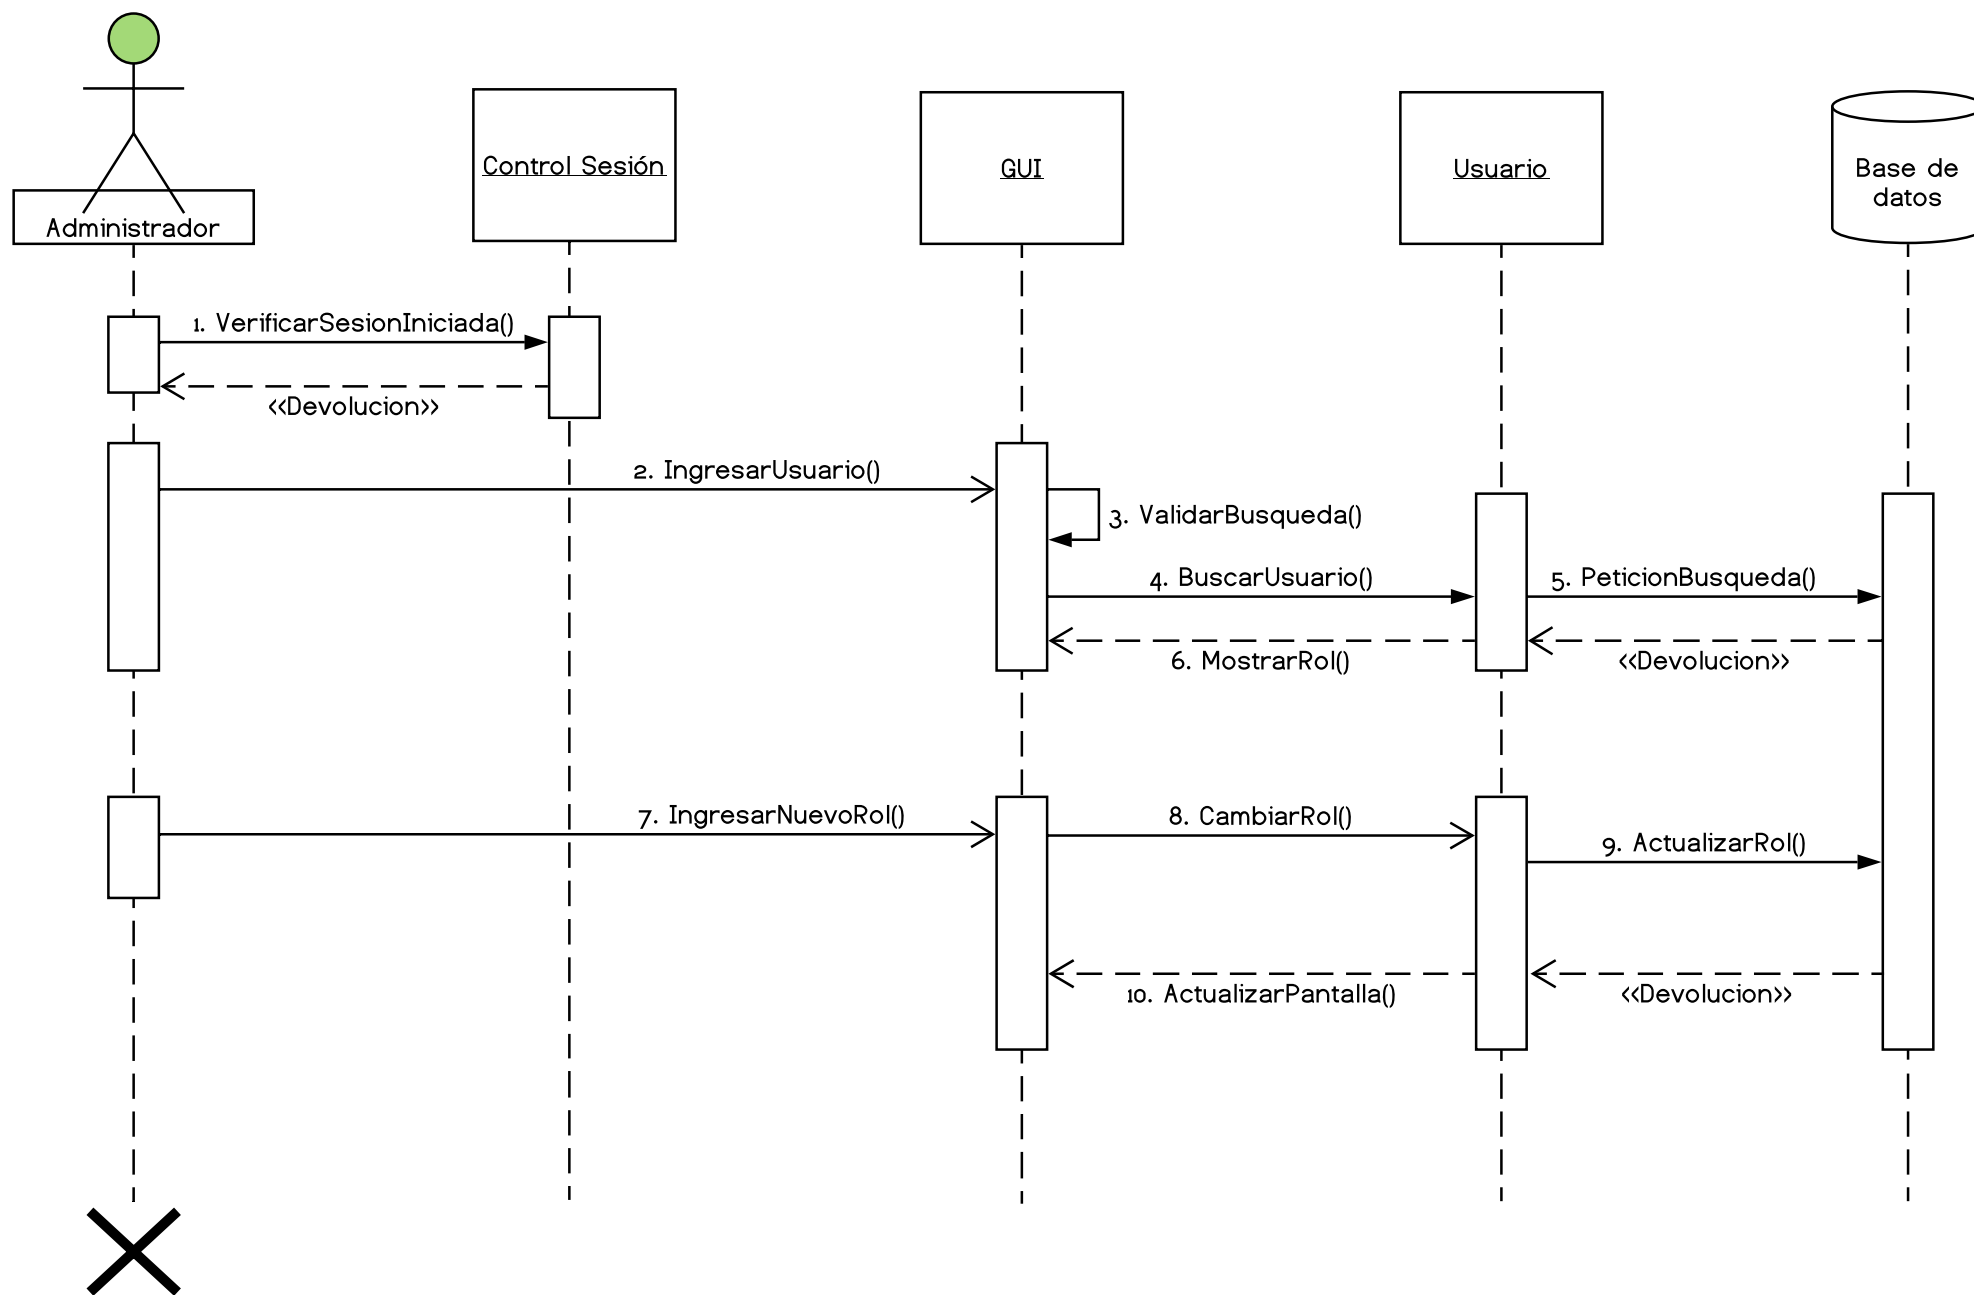 Control Sesión
GUI
Usuario
Base de
datos
Administrador
1. VerificarSesionIniciada()
<<Devolucion>>
2. IngresarUsuario()
3. ValidarBusqueda()
4. BuscarUsuario()
5. PeticionBusqueda()
6. MostrarRol()
<<Devolucion>>
7. IngresarNuevoRol()
8. CambiarRol()
9. ActualizarRol()
10. ActualizarPantalla()
<<Devolucion>>